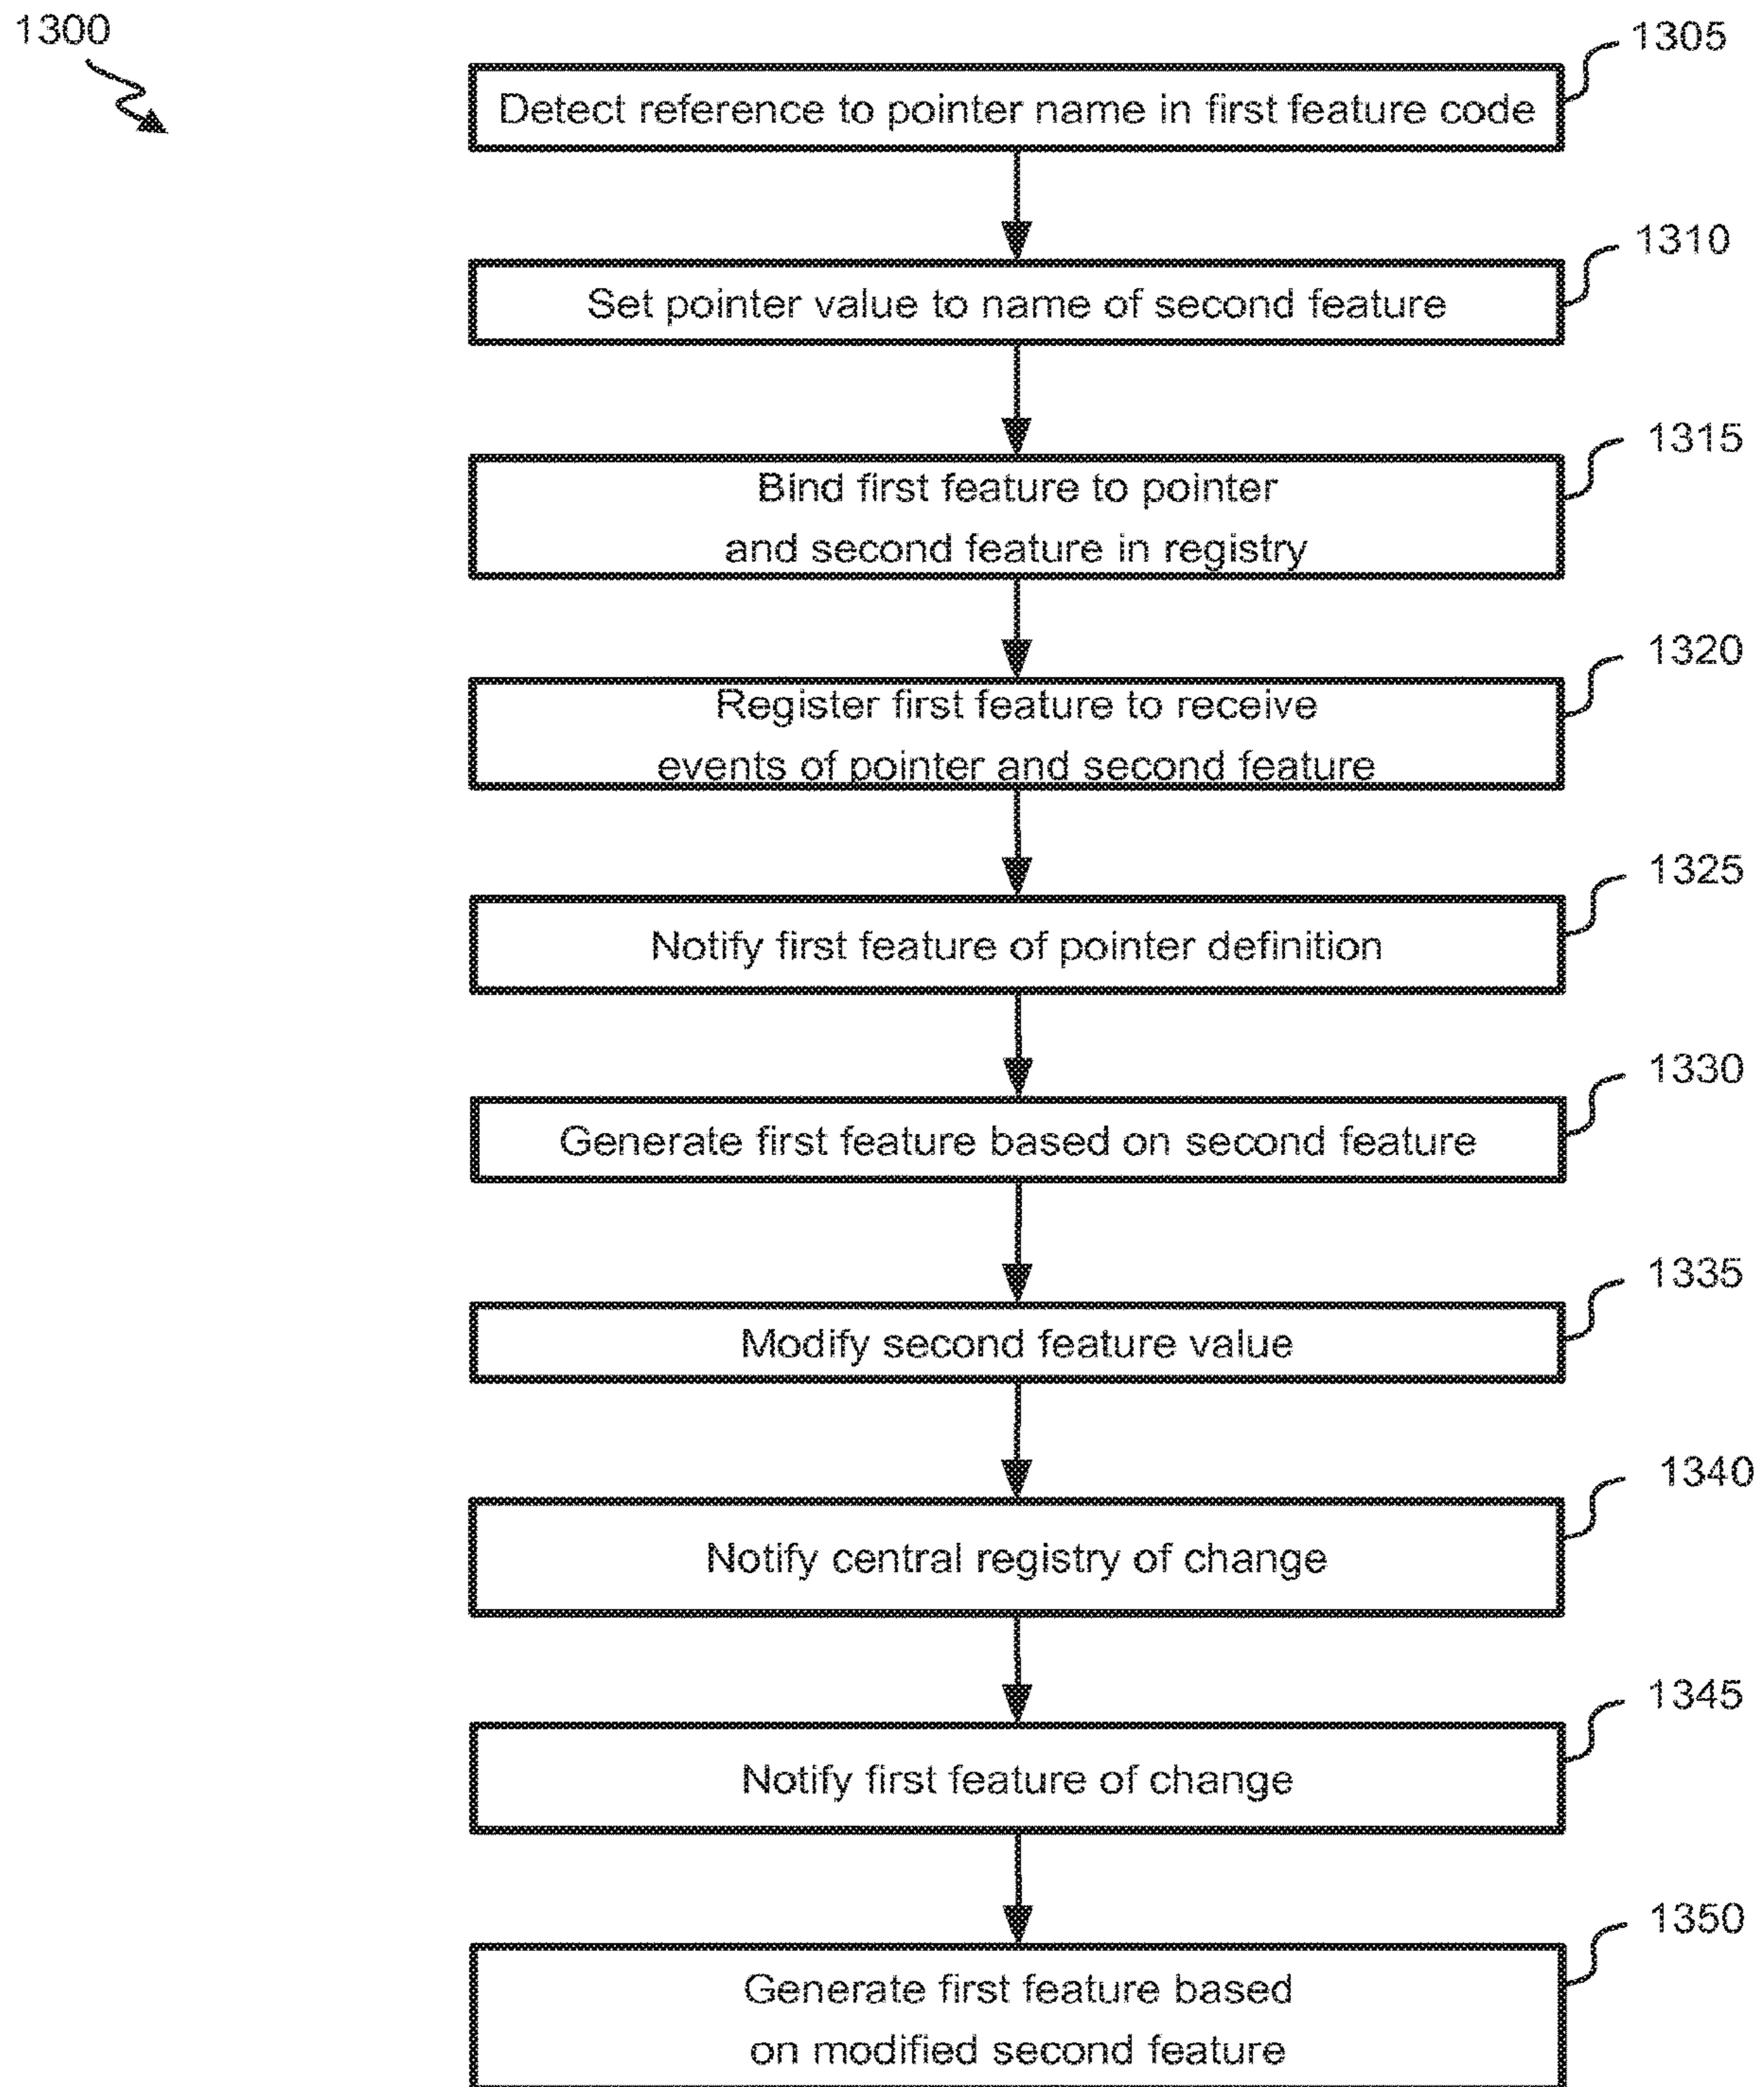 1300
1305
Detect reference to pointer name in first feature code
1310
Set pointer value to name of second feature
1315
Bind first feature to pointer
and second feature in registry
1320
Register first feature to receive
events of pointer and second feature
1325
Notify first feature of pointer definition
1330
Generate first feature based on second feature
1335
Modify second feature value
1340
Notify central registry of change
1345
Notify first feature of change
1350
Generate first feature based
on modified second feature